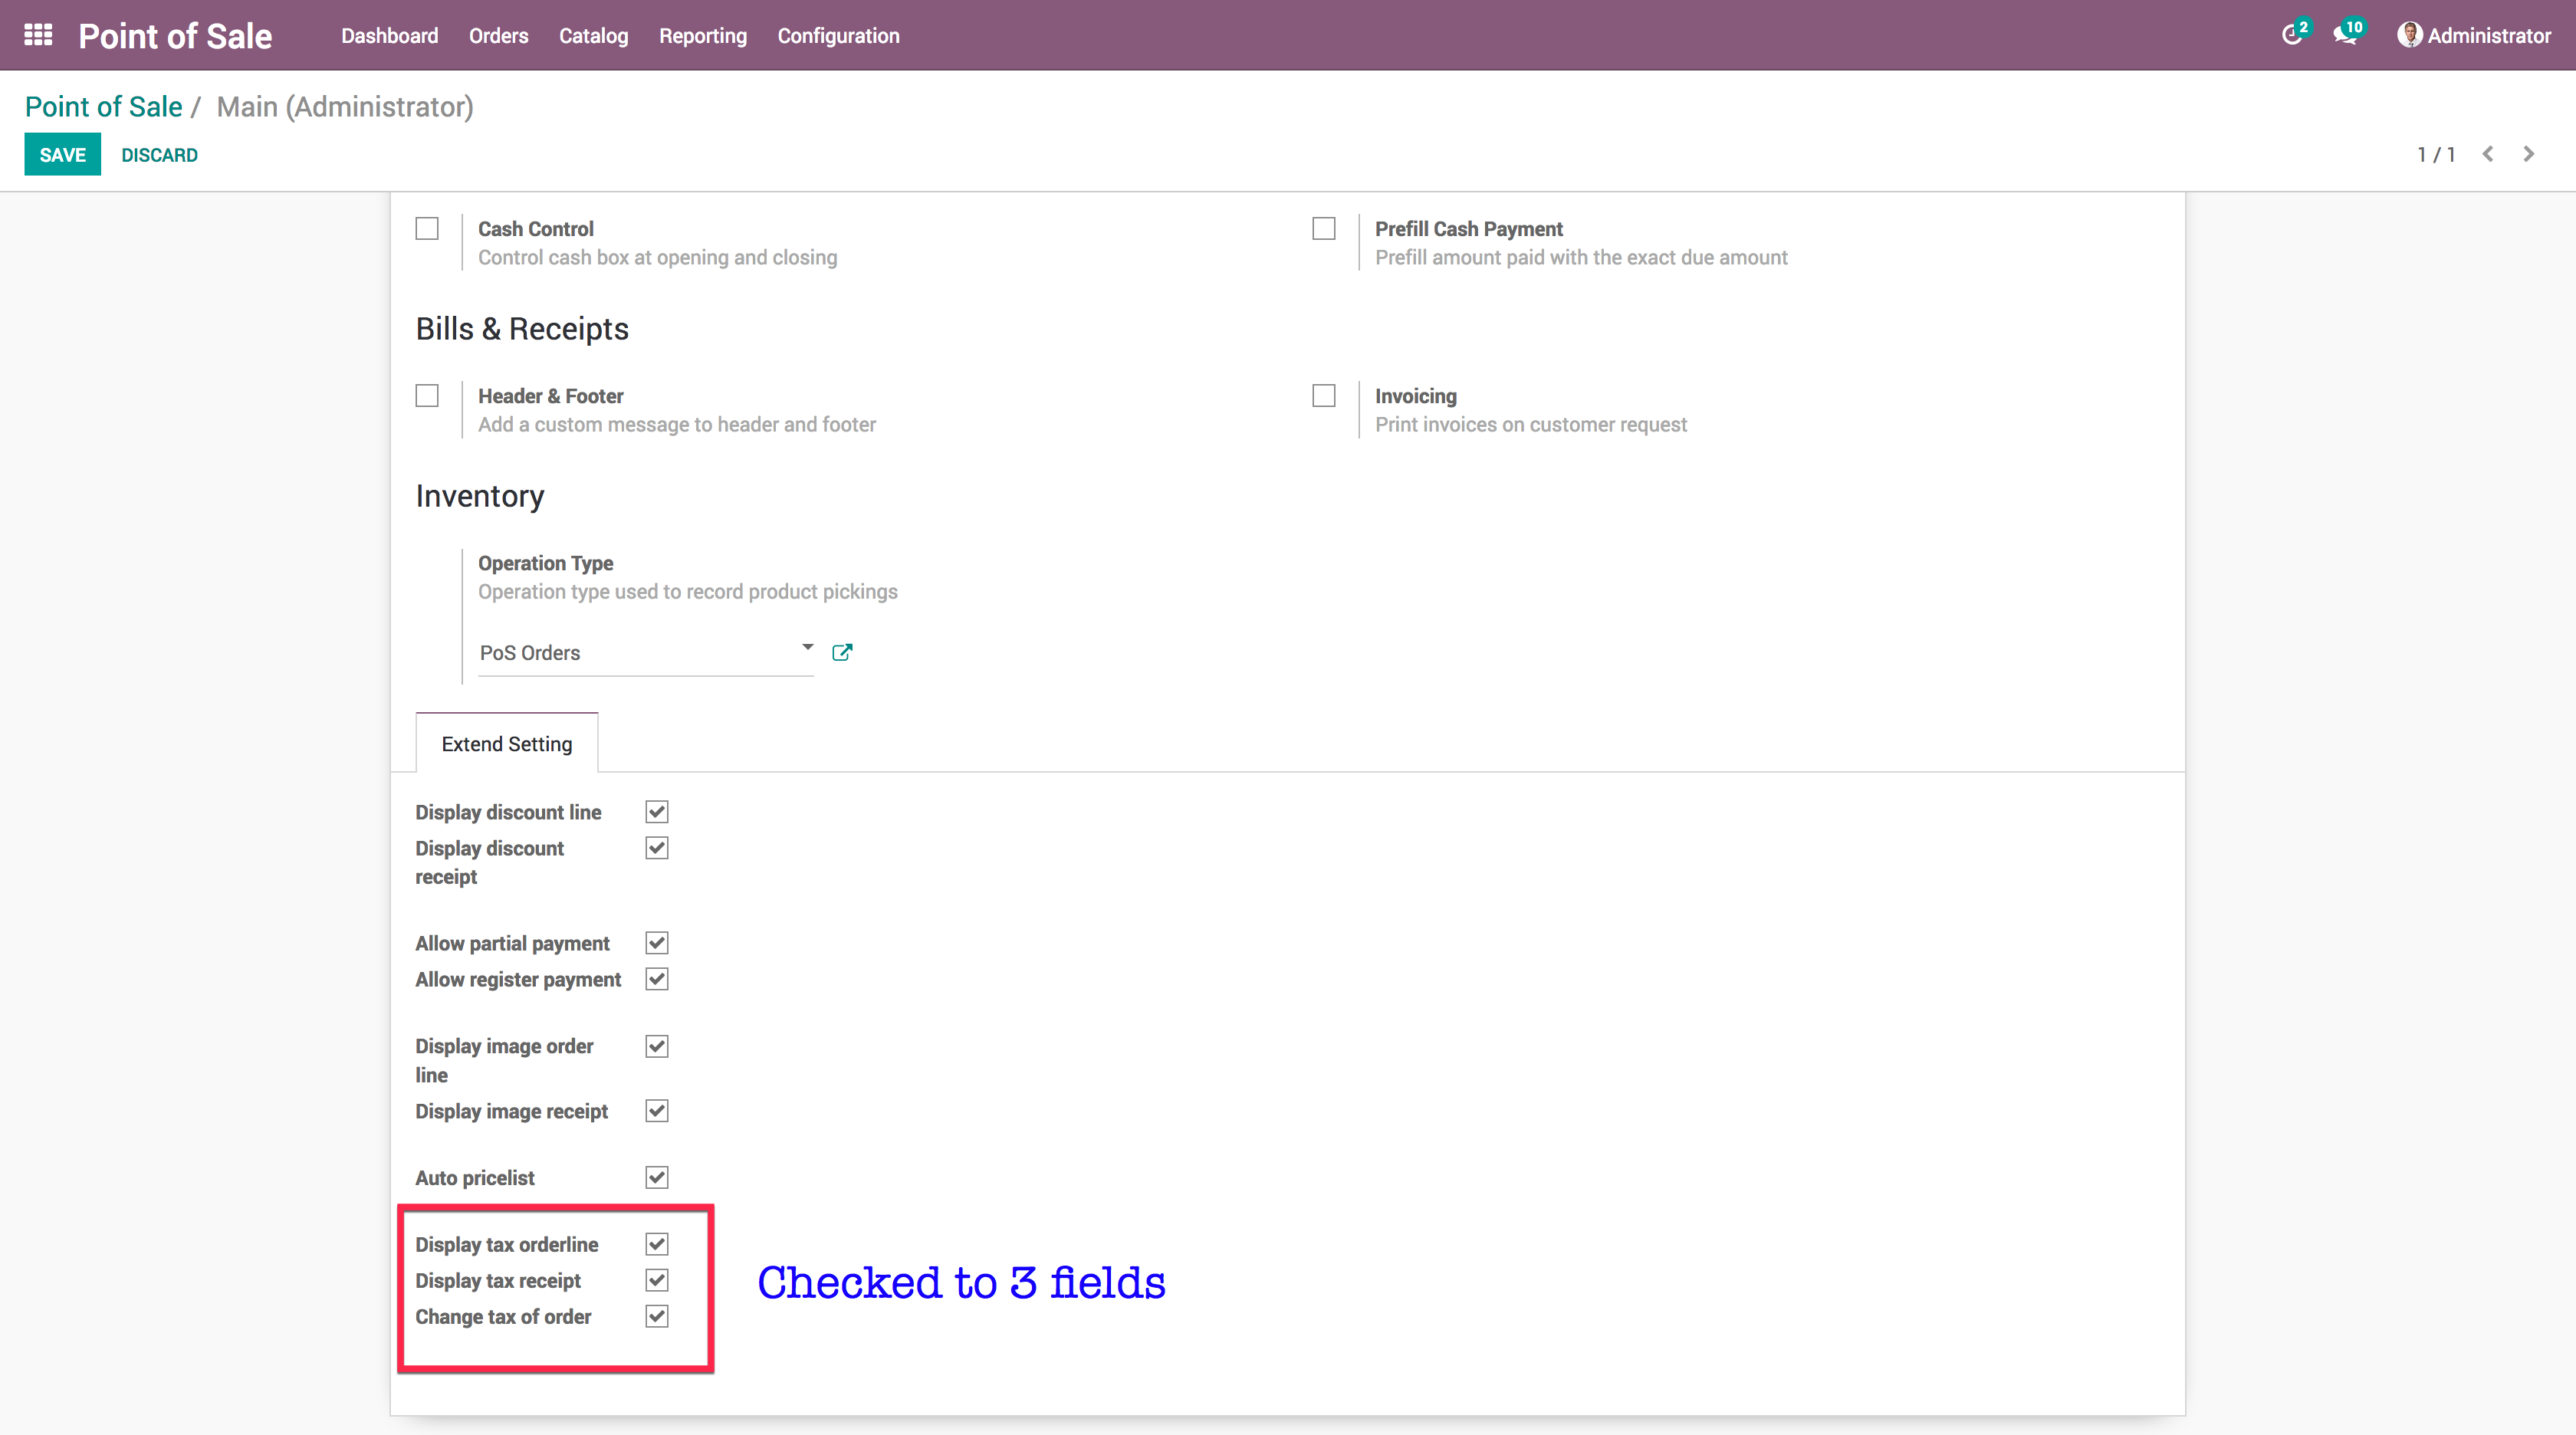 Point of Sale Dashboard Orders Catalog Reporting Configuration 2 10 Administrator
Point of Sale / Main (Administrator)
SAVE DISCARD 1 / 1
Cash Control
Control cash box at opening and closing
Prefill Cash Payment
Prefill amount paid with the exact due amount
Bills & Receipts
Header & Footer
Add a custom message to header and footer
Invoicing
Print invoices on customer request
Inventory
Operation Type
Operation type used to record product pickings
PoS Orders
Extend Setting
Display discount line
Display discount
receipt
Allow partial payment
Allow register payment
Display image order
line
Display image receipt
Auto pricelist
Display tax orderline
Display tax receipt
Change tax of order
Checked to 3 fields